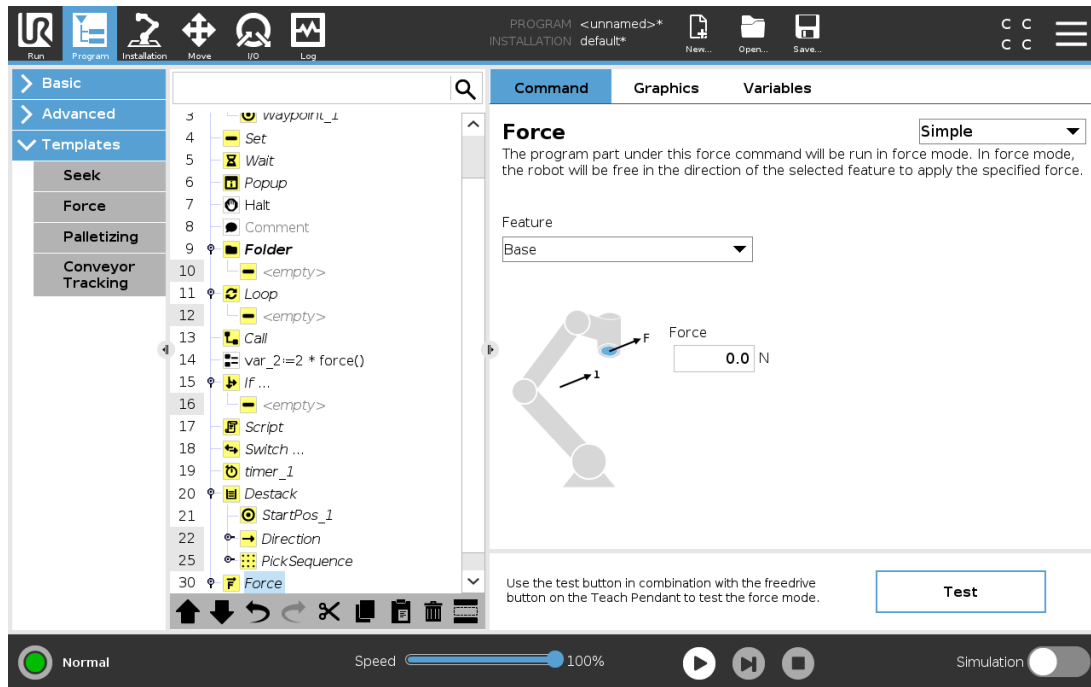 PROGRAM <unnamed>*
INSTALLATION default*
Run
Program
Installation
Move
I/O
Log
New...
Open...
Save...
C C
C C
Basic
Advanced
Templates
Seek
Force
Palletizing
Conveyor
Tracking
3 Waypoint_1
4 Set
5 Wait
6 Popup
7 Halt
8 Comment
9 Folder
10 <empty>
11 Loop
12 <empty>
13 Call
14 var_2:=2 * force()
15 If ...
16 <empty>
17 Script
18 Switch ...
19 timer_1
20 Destack
21 StartPos_1
22 Direction
25 PickSequence
30 Force
Command Graphics Variables
Force
Simple
The program part under this force command will be run in force mode. In force mode,
the robot will be free in the direction of the selected feature to apply the specified force.
Feature
Base
F
1
Force
0.0 N
Use the test button in combination with the freedrive
button on the Teach Pendant to test the force mode.
Test
Normal
Speed 100%
Simulation